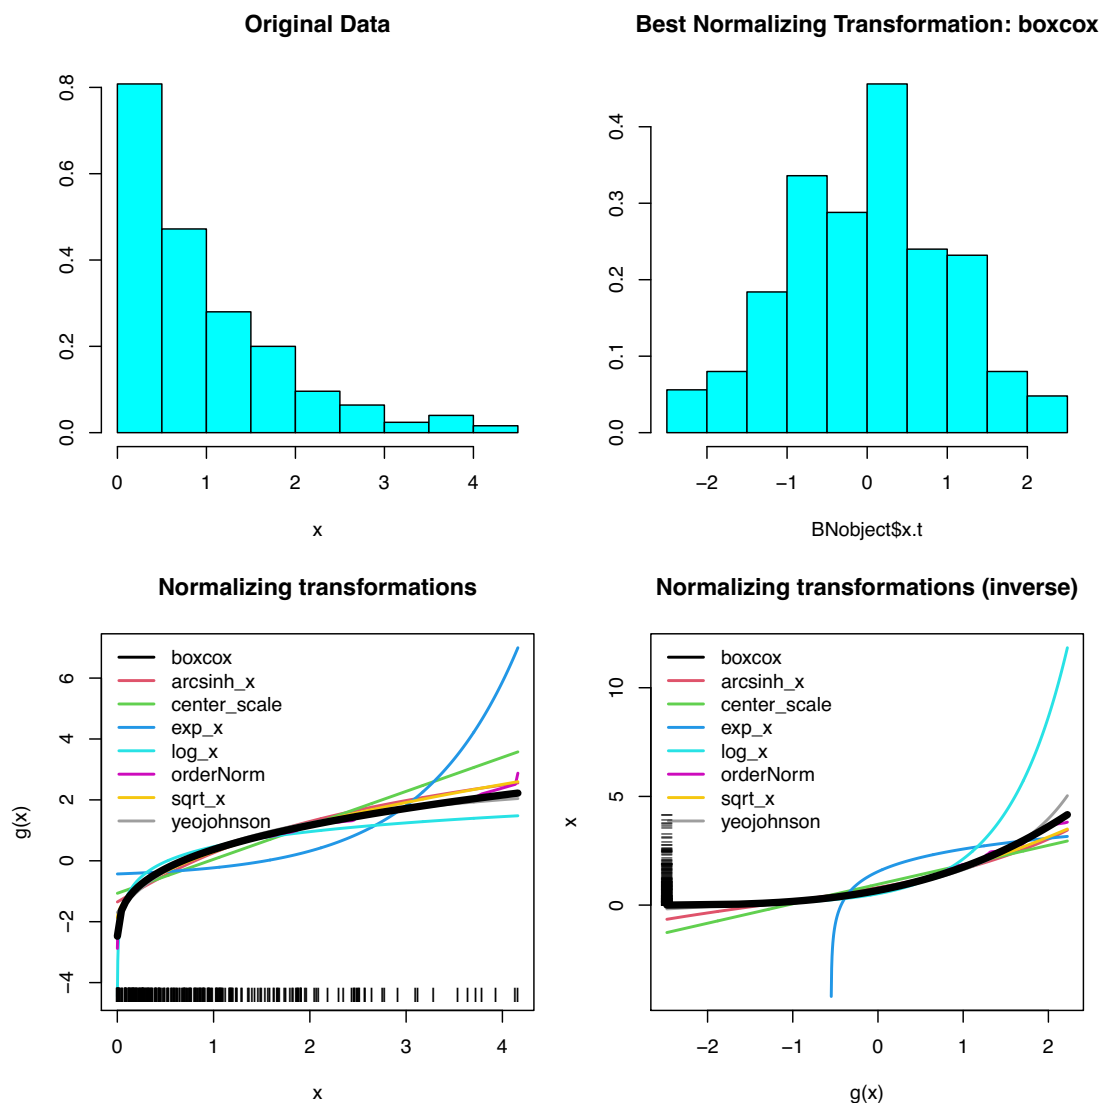 Original Data
0.0 0.2 0.4 0.6 0.8
0 1 2 3 4
x
Best Normalizing Transformation: boxcox
0.0 0.1 0.2 0.3 0.4
−2 −1 0 1 2
BNobject$x.t
Normalizing transformations
boxcox
arcsinh_x
center_scale
exp_x
log_x
orderNorm
sqrt_x
yeojohnson
g(x)
−4 −2 0 2 4 6
0 1 2 3 4
x
Normalizing transformations (inverse)
boxcox
arcsinh_x
center_scale
exp_x
log_x
orderNorm
sqrt_x
yeojohnson
x
0 5 10
−2 −1 0 1 2
g(x)